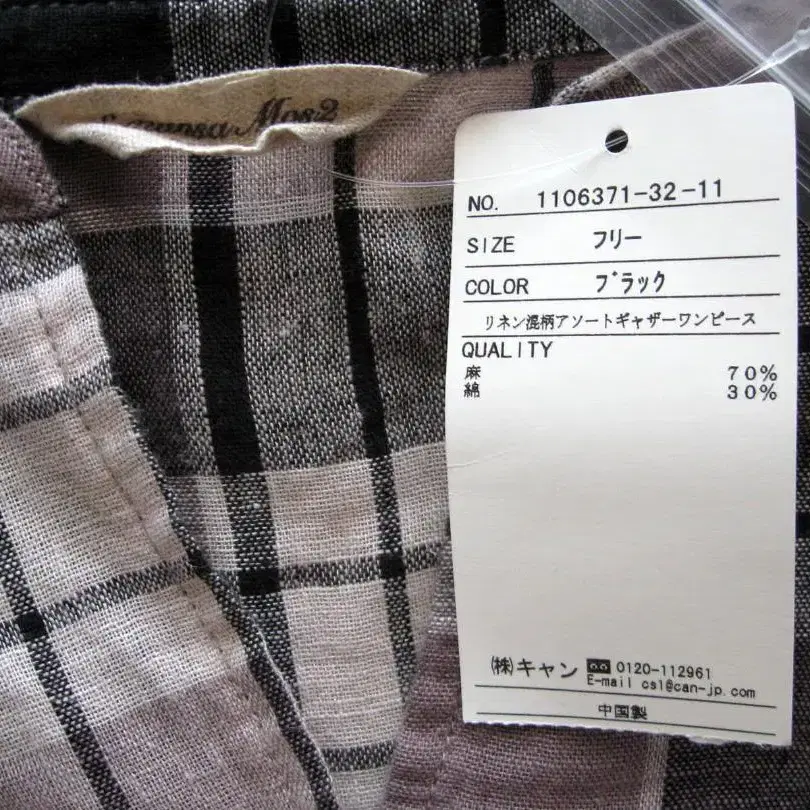 Mos2
NO. 1106371-32-11
SIZE フリー
COLOR ブラック
リネン混柄アソートギャザーワンピース
QUALITY
麻 70%
綿 30%
(株)キャン 0120-112961
E-mail cs1@can-jp.com
中国製